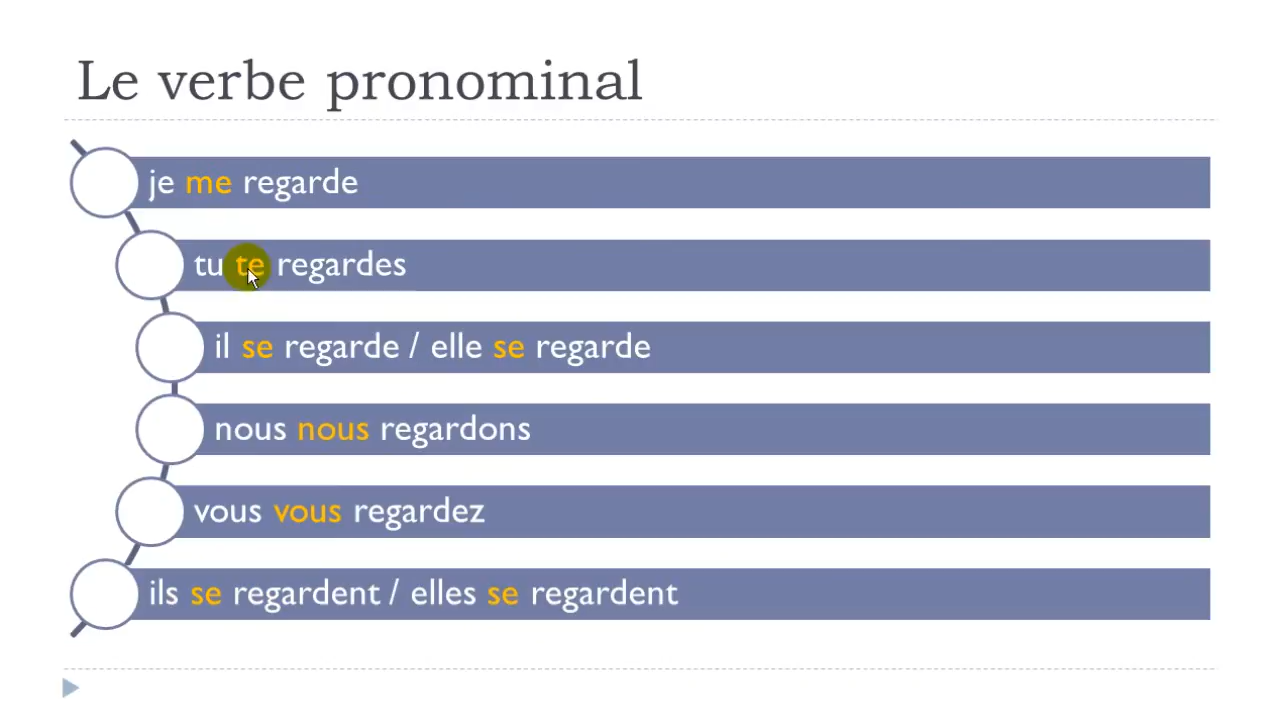 Le verbe pronominal
je me regarde
tu te regardes
il se regarde / elle se regarde
nous nous regardons
vous vous regardez
ils se regardent / elles se regardent